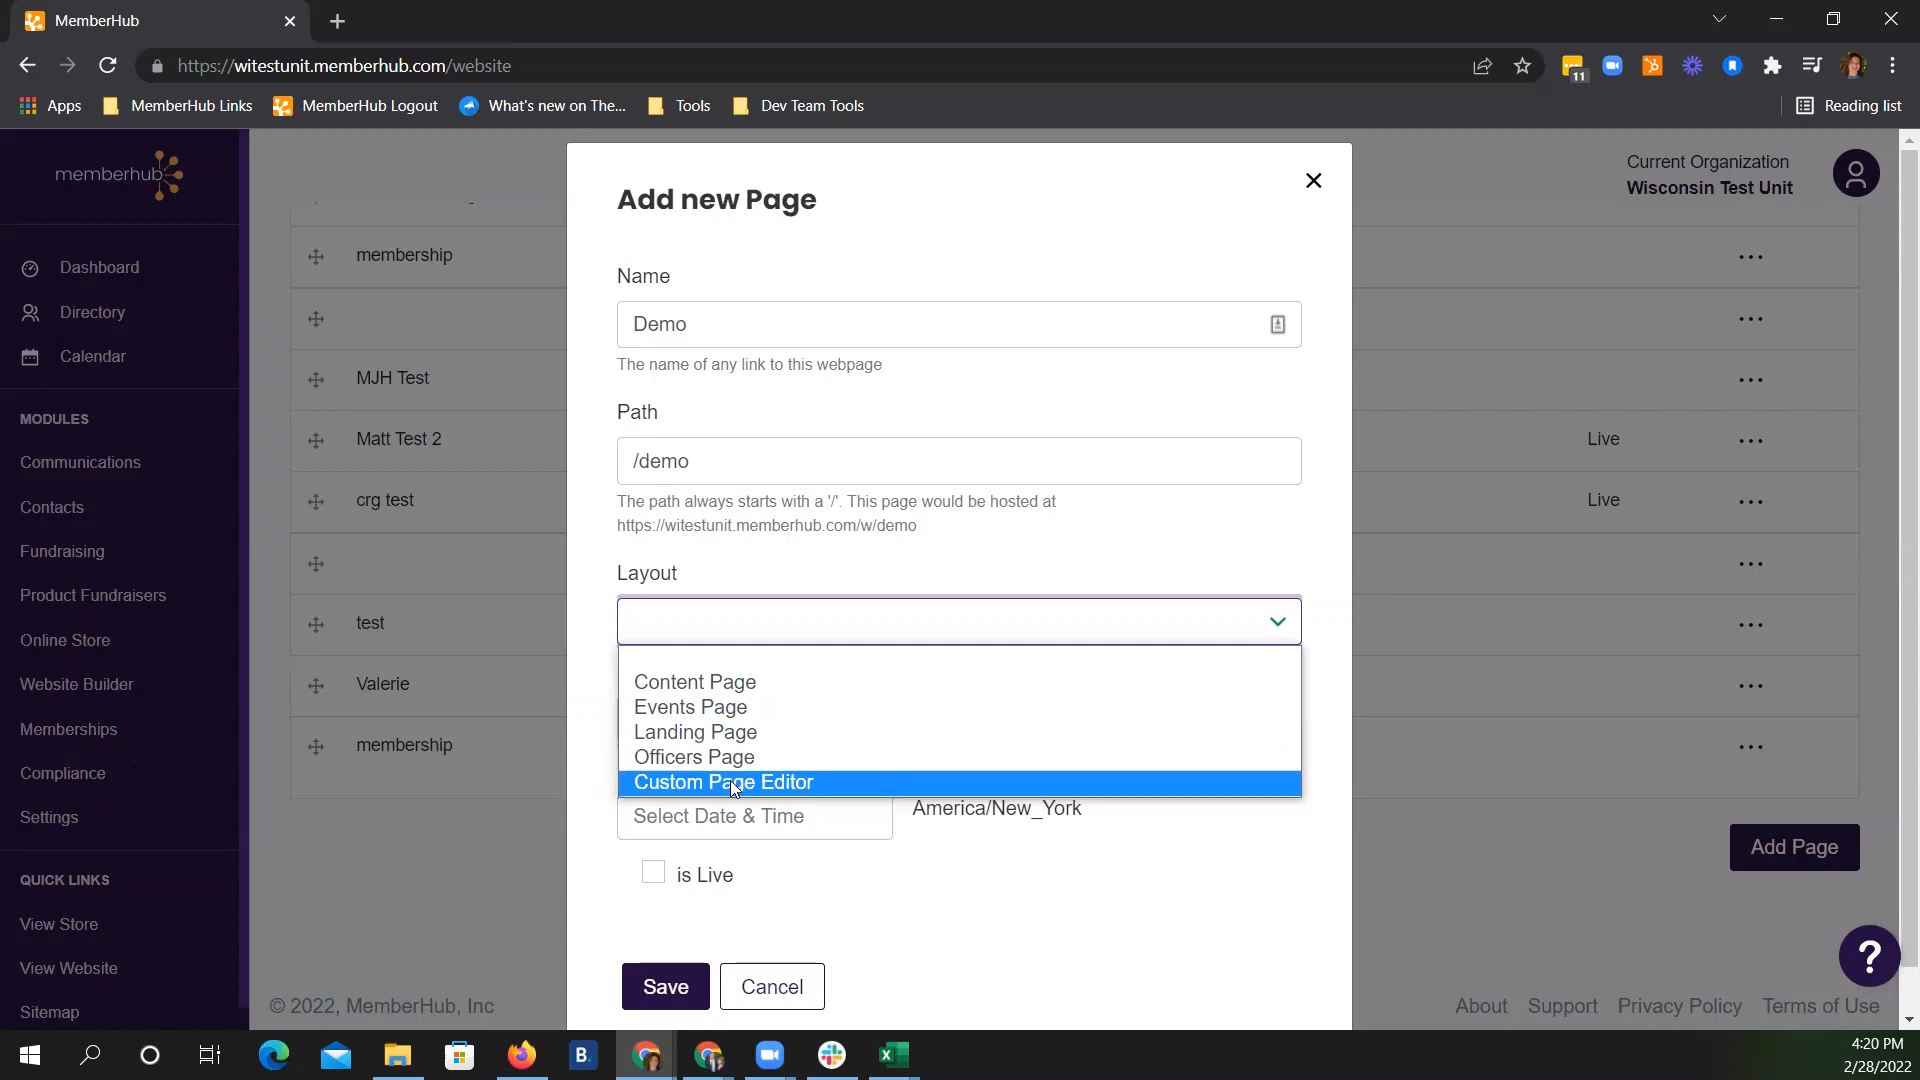 MemberHub
https://witestunit.memberhub.com/website
11
Apps
MemberHub Links
MemberHub Logout
What's new on The...
Tools
Dev Team Tools
Reading list
memberhub
Current Organization
Wisconsin Test Unit
Dashboard
Directory
Calendar
MODULES
Communications
Contacts
Fundraising
Product Fundraisers
Online Store
Website Builder
Memberships
Compliance
Settings
QUICK LINKS
View Store
View Website
Sitemap
membership
MJH Test
Matt Test 2
Live
crg test
Live
test
Valerie
membership
Add Page
Add new Page
Name
Demo
The name of any link to this webpage
Path
/demo
The path always starts with a '/'. This page would be hosted at
https://witestunit.memberhub.com/w/demo
Layout
Content Page
Events Page
Landing Page
Officers Page
Custom Page Editor
Select Date & Time
America/New_York
is Live
Save
Cancel
?
© 2022, MemberHub, Inc
About
Support
Privacy Policy
Terms of Use
B.
4:20 PM
2/28/2022